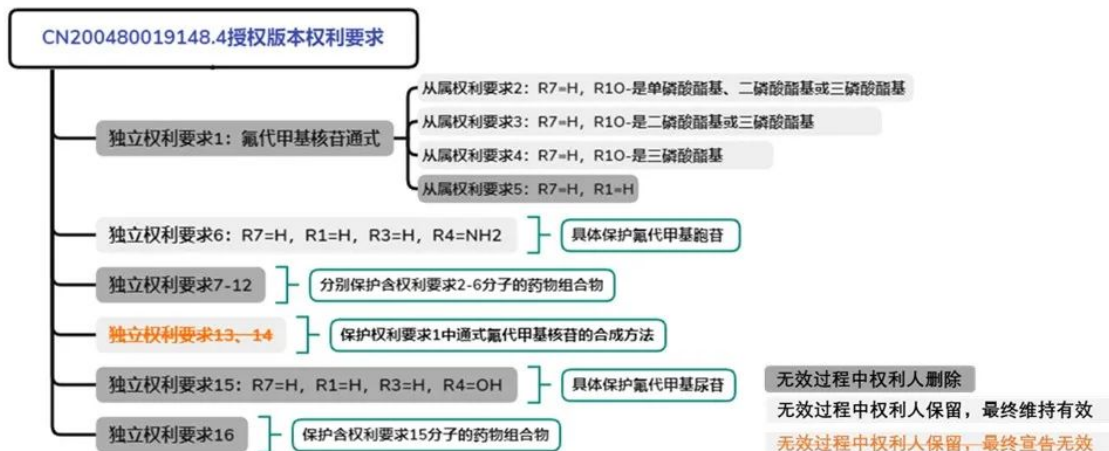 CN200480019148.4授权版本权利要求
从属权利要求2：R7=H，R1O-是单磷酸酯基、二磷酸酯基或三磷酸酯基
独立权利要求1：氟代甲基核苷通式
从属权利要求3：R7=H，R1O-是二磷酸酯基或三磷酸酯基
从属权利要求4：R7=H，R1O-是三磷酸酯基
从属权利要求5：R7=H，R1=H
独立权利要求6：R7=H，R1=H，R3=H，R4=NH2
具体保护氟代甲基胞苷
独立权利要求7-12
分别保护含权利要求2-6分子的药物组合物
独立权利要求13、14
保护权利要求1中通式氟代甲基核苷的合成方法
独立权利要求15：R7=H，R1=H，R3=H，R4=OH
具体保护氟代甲基尿苷
独立权利要求16
保护含权利要求15分子的药物组合物
无效过程中权利人删除
无效过程中权利人保留，最终维持有效
无效过程中权利人保留，最终宣告无效